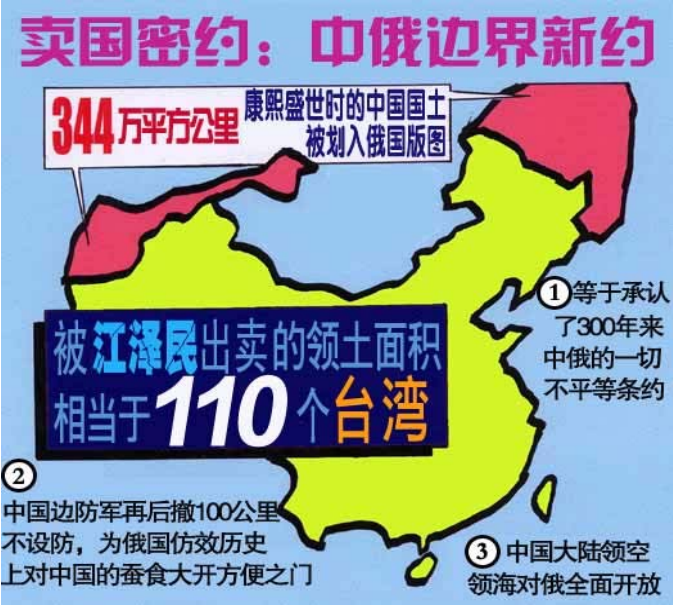 卖国密约：中俄边界新约
344万平方公里
康熙盛世时的中国国土
被划入俄国版图
①等于承认
了300年来
中俄的一切
不平等条约
被江泽民出卖的领土面积
相当于110个台湾
②
中国边防军再后撤100公里
不设防，为俄国仿效历史
上对中国的蚕食大开方便之门
③中国大陆领空
领海对俄全面开放